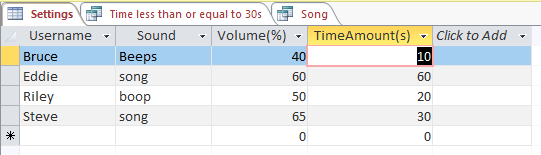 Settings Time less than or equal to 30s Song
Username Sound Volume(%) TimeAmount(s) Click to Add
Bruce Beeps 40 10
Eddie song 60 60
Riley boop 50 20
Steve song 65 30
* 0 0